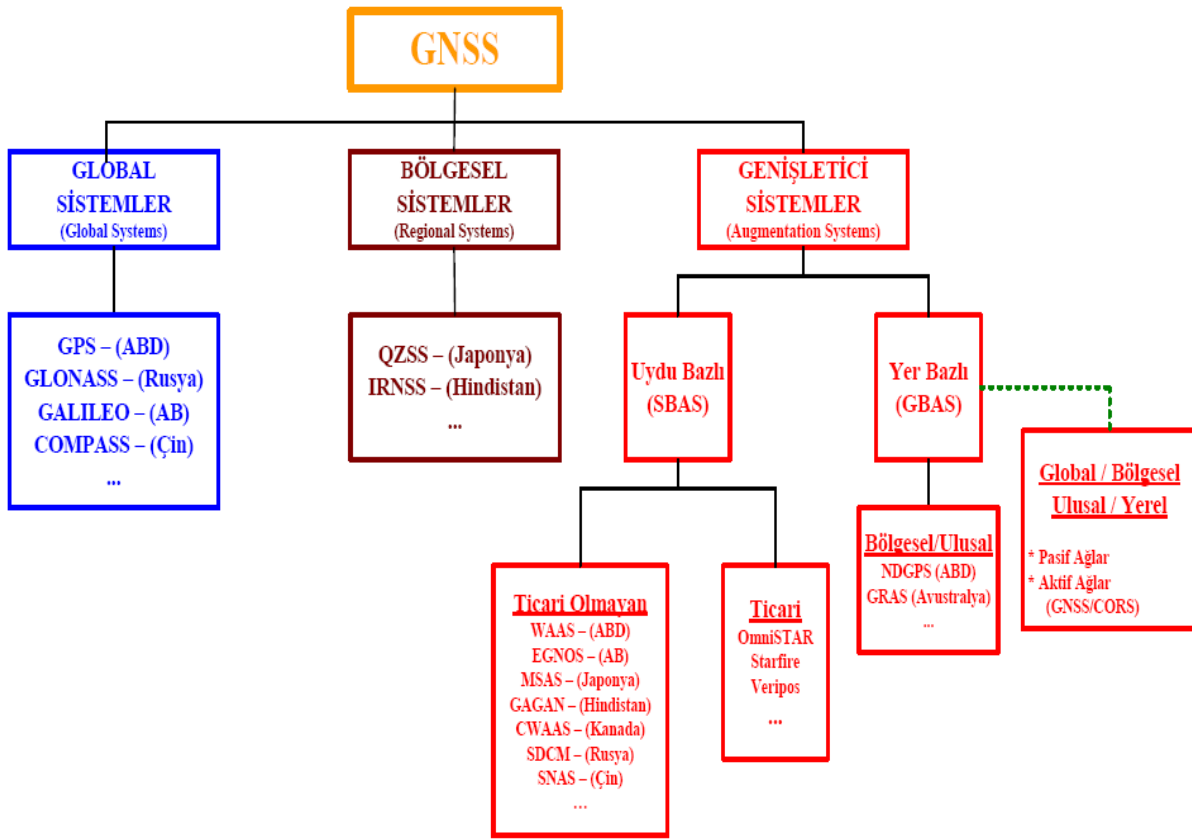 GNSS
GLOBAL
SİSTEMLER
(Global Systems)
BÖLGESEL
SİSTEMLER
(Regional Systems)
GENİŞLETİCİ
SİSTEMLER
(Augmentation Systems)
GPS – (ABD)
GLONASS – (Rusya)
GALILEO – (AB)
COMPASS – (Çin)
...
QZSS – (Japonya)
IRNSS – (Hindistan)
...
Uydu Bazlı
(SBAS)
Yer Bazlı
(GBAS)
Ticari Olmayan
WAAS – (ABD)
EGNOS – (AB)
MSAS – (Japonya)
GAGAN – (Hindistan)
CWAAS – (Kanada)
SDCM – (Rusya)
SNAS – (Çin)
...
Ticari
OmniSTAR
Starfire
Veripos
...
Bölgesel/Ulusal
NDGPS (ABD)
GRAS (Avustralya)
...
Global / Bölgesel
Ulusal / Yerel
* Pasif Ağlar
* Aktif Ağlar
(GNSS/CORS)